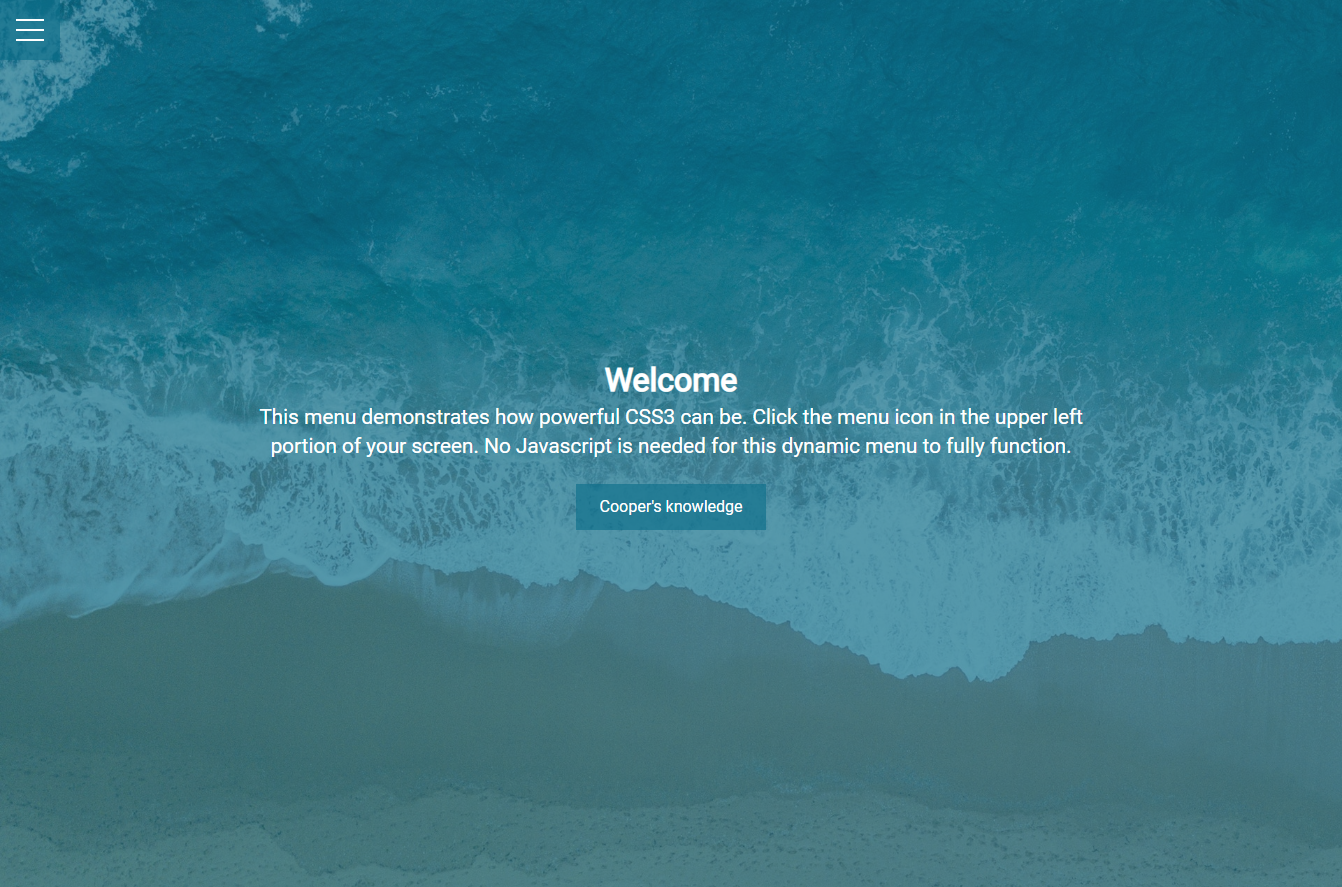 Welcome
This menu demonstrates how powerful CSS3 can be. Click the menu icon in the upper left
portion of your screen. No Javascript is needed for this dynamic menu to fully function.
Cooper's knowledge